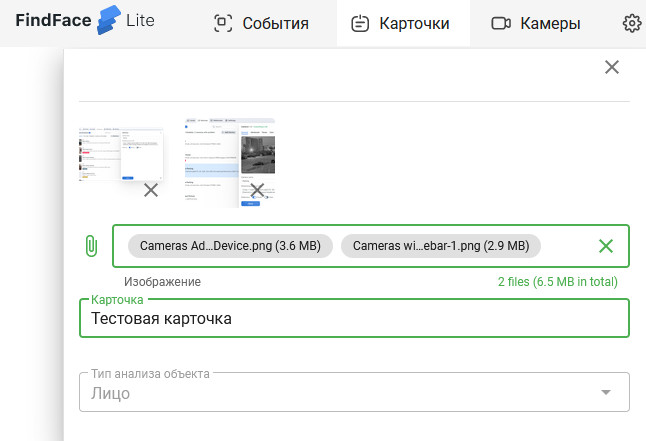 FindFace Lite События Карточки Камеры
Cameras Ad...Device.png (3.6 MB) Cameras wi...ebar-1.png (2.9 MB)
Изображение 2 files (6.5 MB in total)
Карточка
Тестовая карточка
Тип анализа объекта
Лицо